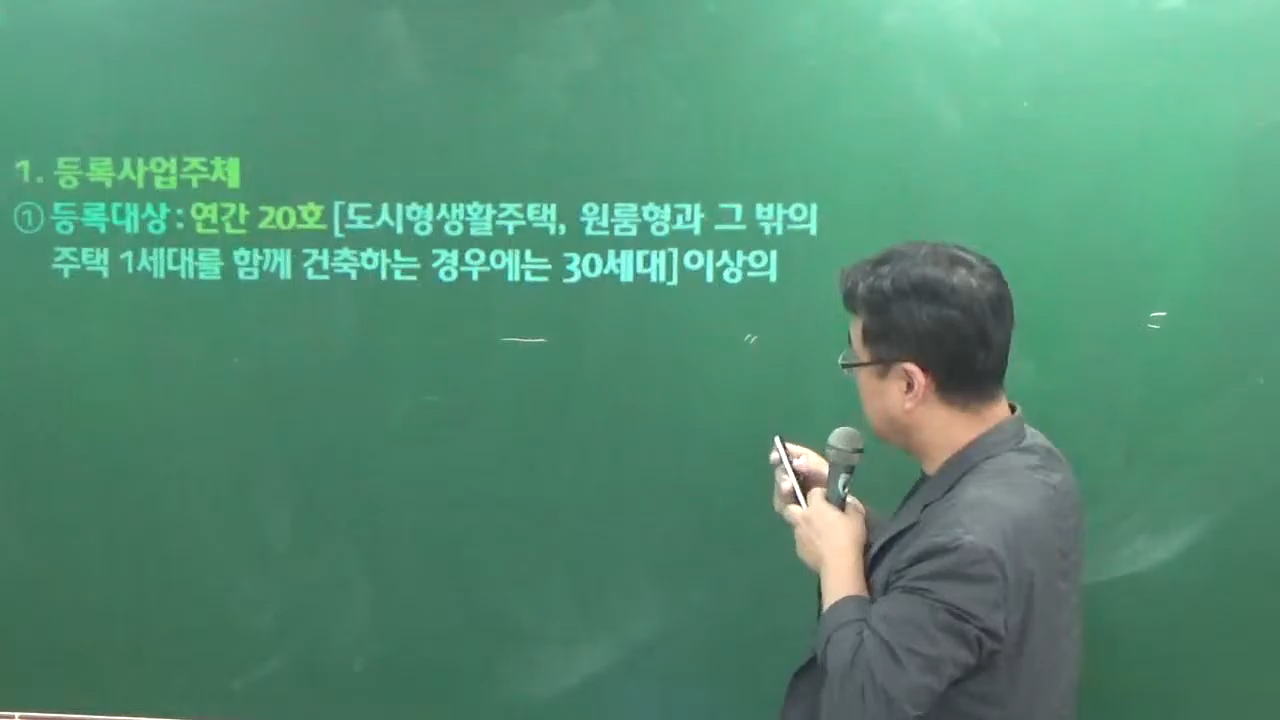 1. 등록사업주체
① 등록대상 : 연간 20호 [도시형생활주택, 원룸형과 그 밖의
주택 1세대를 함께 건축하는 경우에는 30세대]이상의